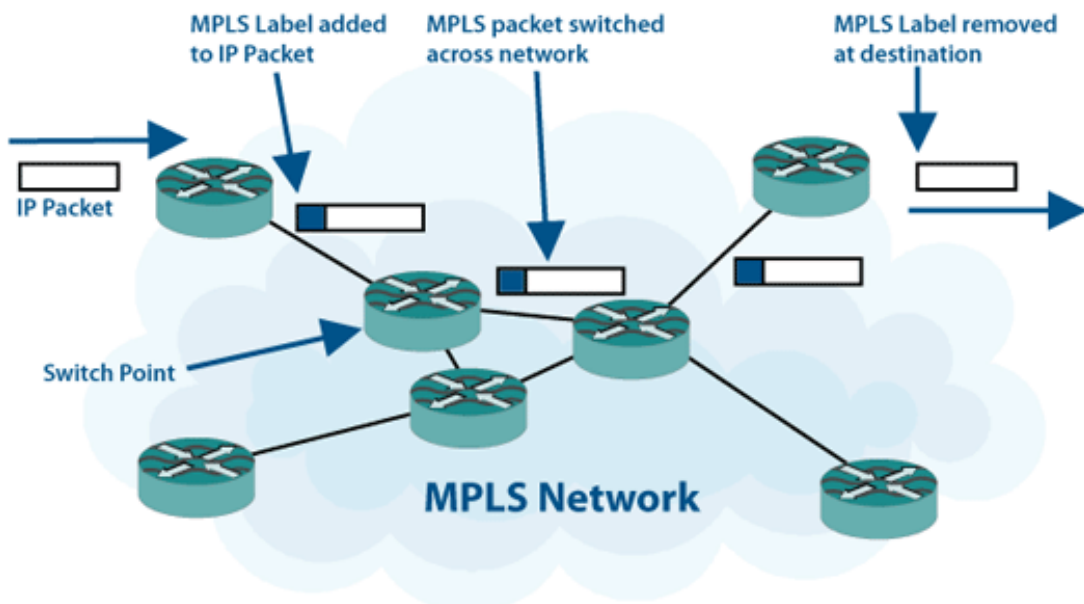 MPLS Label added
to IP Packet
MPLS packet switched
across network
MPLS Label removed
at destination
IP Packet
Switch Point
MPLS Network